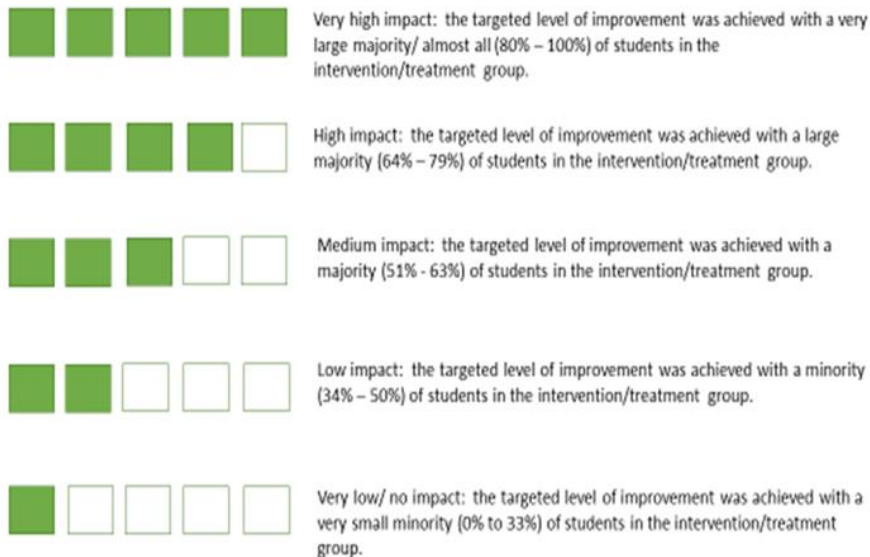 Very high impact: the targeted level of improvement was achieved with a very
large majority/ almost all (80% – 100%) of students in the
intervention/treatment group.
High impact: the targeted level of improvement was achieved with a large
majority (64% – 79%) of students in the intervention/treatment group.
Medium impact: the targeted level of improvement was achieved with a
majority (51% - 63%) of students in the intervention/treatment group.
Low impact: the targeted level of improvement was achieved with a minority
(34% – 50%) of students in the intervention/treatment group.
Very low/ no impact: the targeted level of improvement was achieved with a
very small minority (0% to 33%) of students in the intervention/treatment
group.